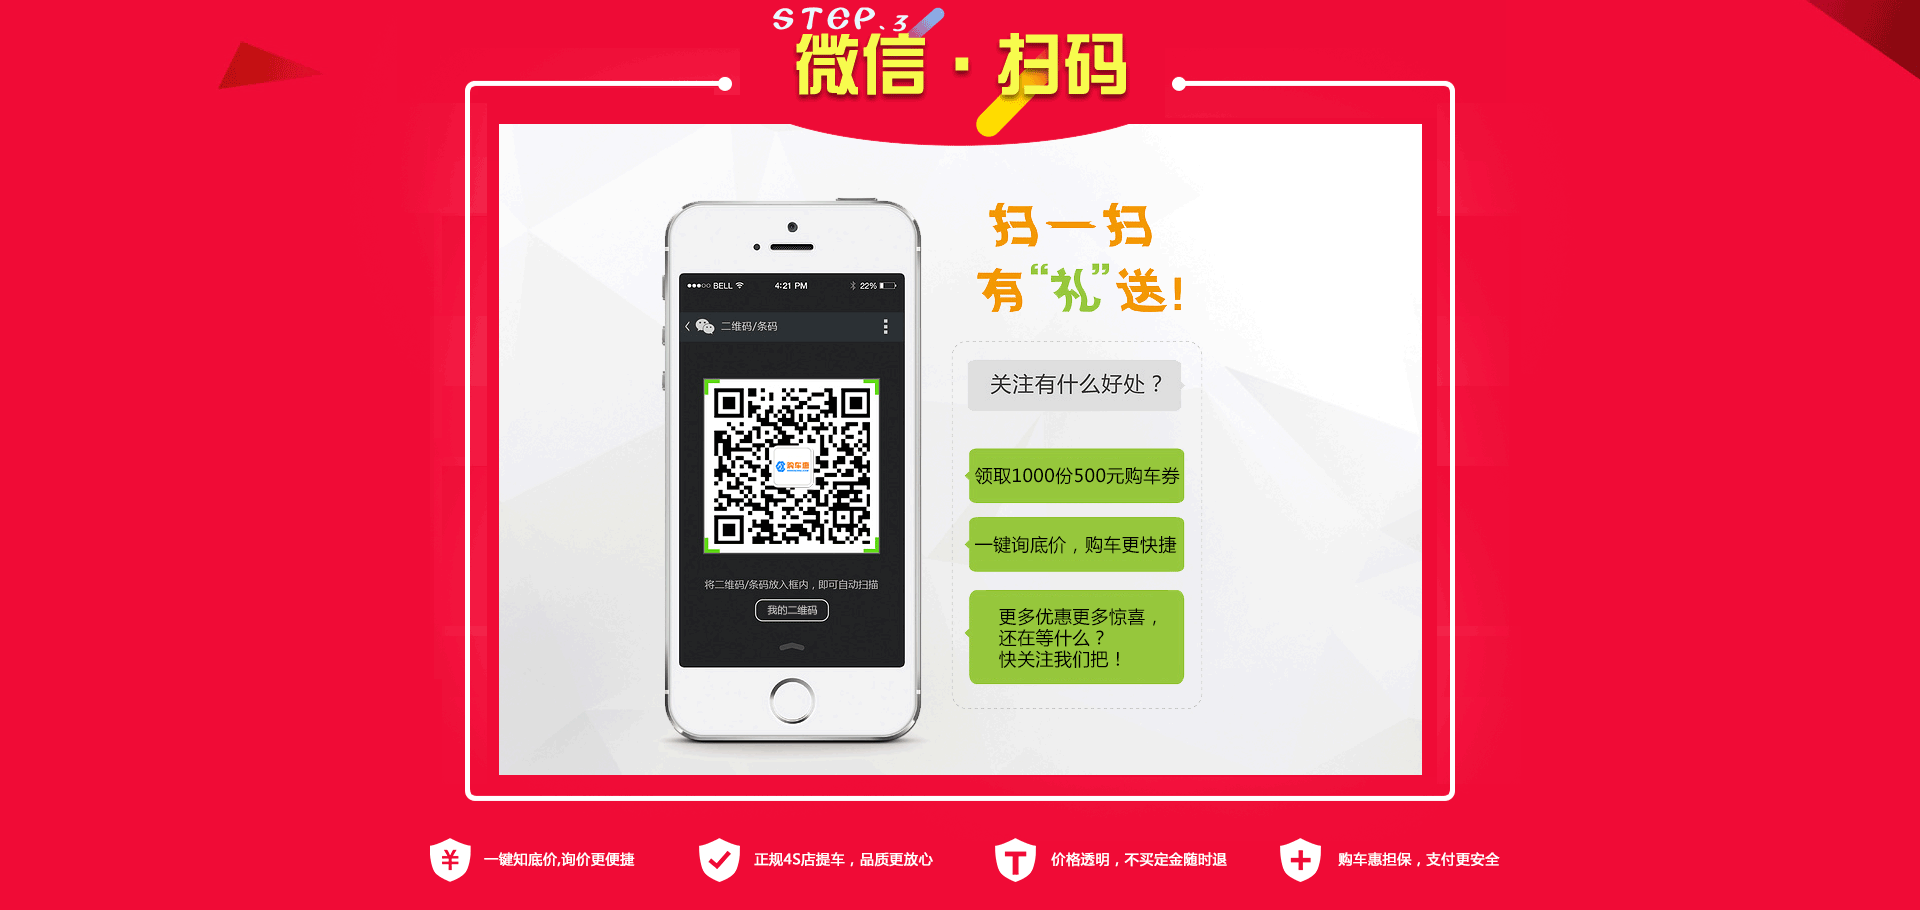 STEP.3
微信·扫码
扫一扫
有“礼”送!
●●●○○ BELL 4:21 PM 22%
二维码/条码
购车惠
将二维码/条码放入框内，即可自动扫描
我的二维码
关注有什么好处？
领取1000份500元购车券
一键询底价，购车更快捷
更多优惠更多惊喜，
还在等什么？
快关注我们把！
¥ 一键知底价,询价更便捷
正规4S店提车，品质更放心
T 价格透明，不买定金随时退
购车惠担保，支付更安全